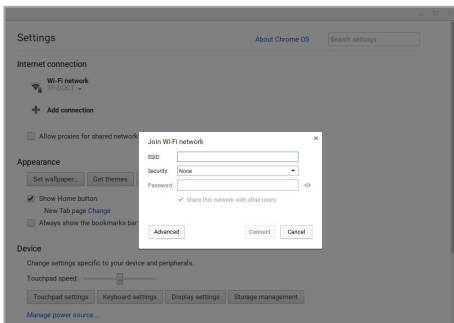 Settings
About Chrome OS
Search settings
Internet connection
Wi-Fi network
TP-DOC1
Add connection
Allow proxies for shared network
Join Wi-Fi network
SSID:
Security: None
Password:
Share this network with other users
Advanced Connect Cancel
Appearance
Set wallpaper... Get themes
Show Home button
New Tab page Change
Always show the bookmarks bar
Device
Change settings specific to your device and peripherals.
Touchpad speed:
Touchpad settings Keyboard settings Display settings Storage management
Manage power source...